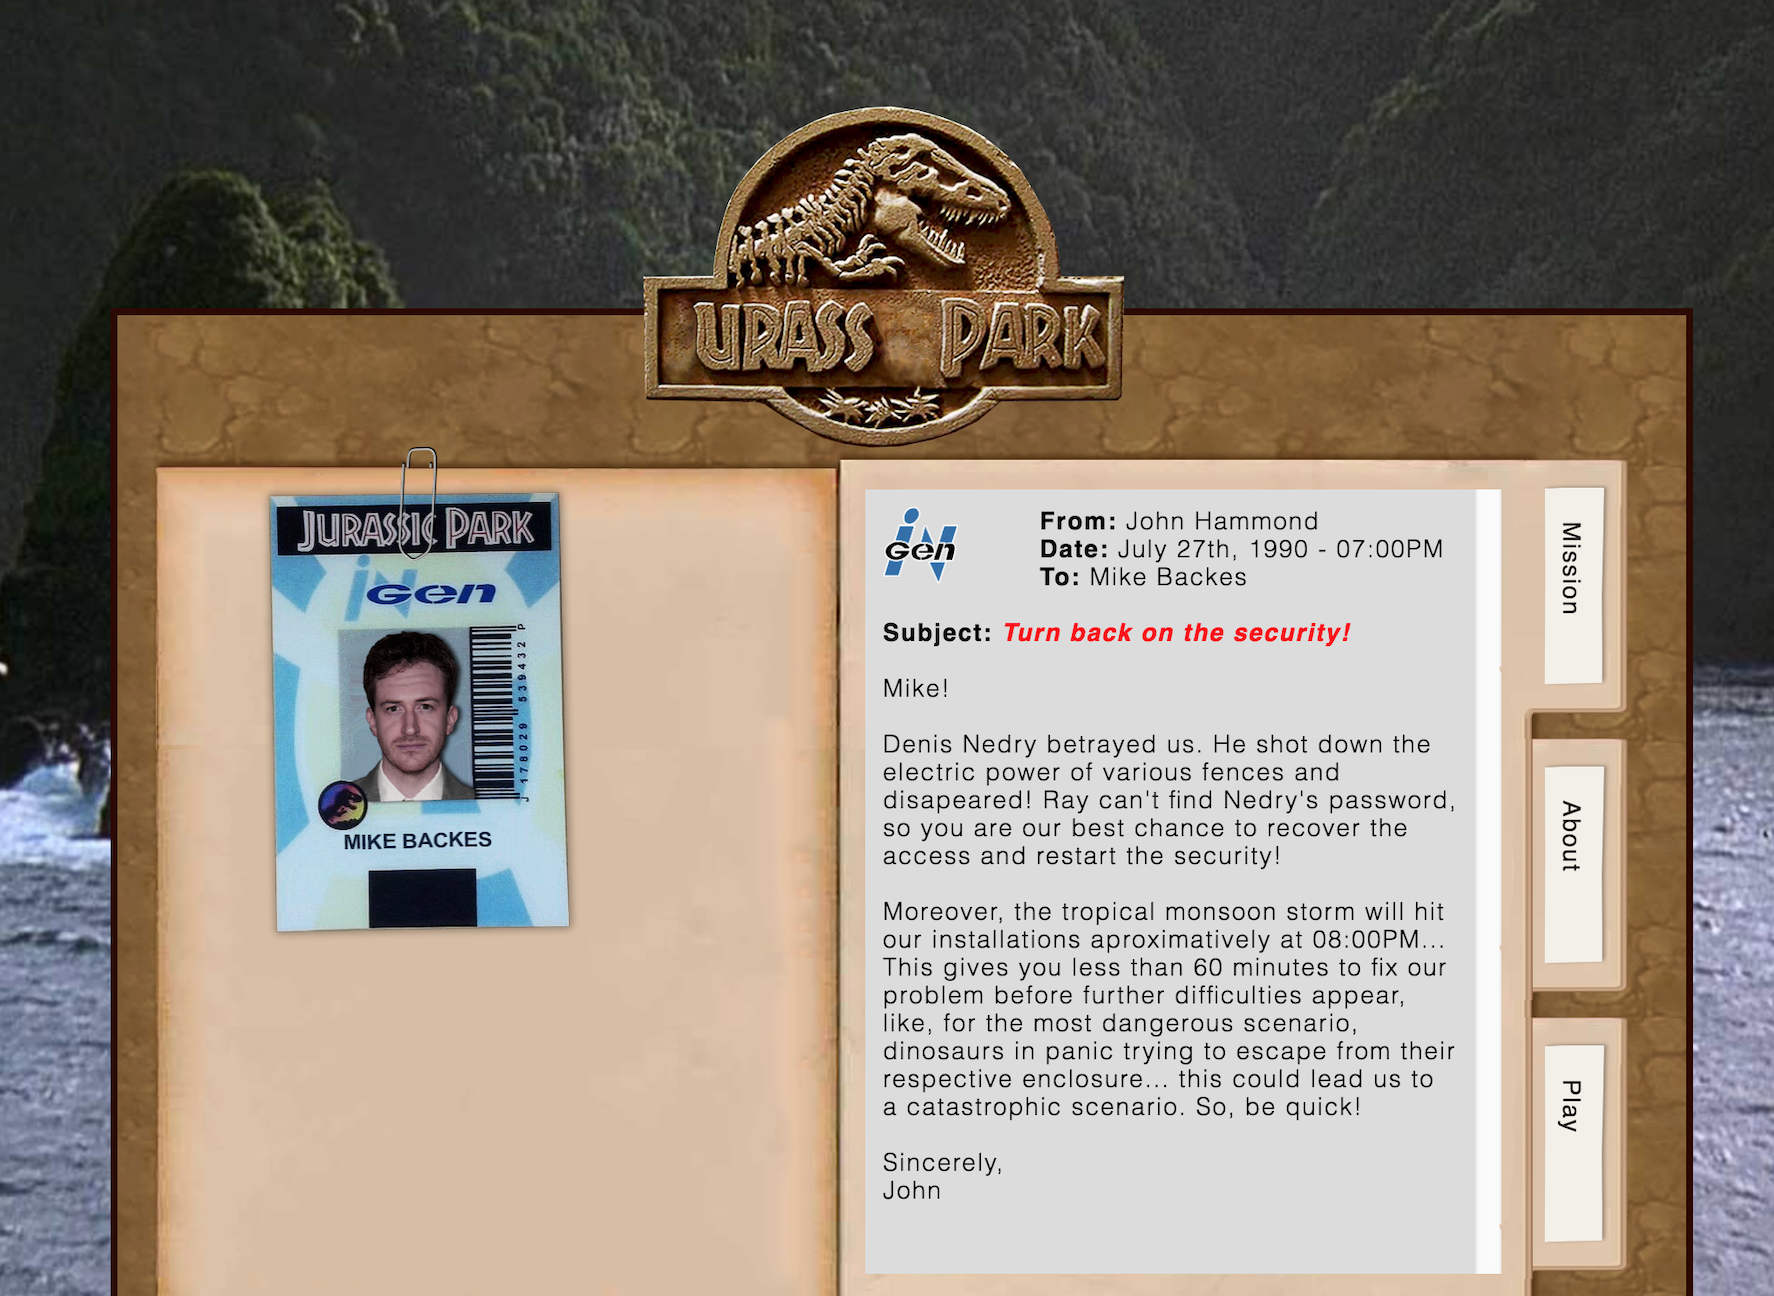 URASS PARK
JURASSIC PARK
iN
Gen
J 178029 539432 P
MIKE BACKES
iN
Gen
From: John Hammond
Date: July 27th, 1990 - 07:00PM
To: Mike Backes
Subject: Turn back on the security!
Mike!
Denis Nedry betrayed us. He shot down the
electric power of various fences and
disapeared! Ray can't find Nedry's password,
so you are our best chance to recover the
access and restart the security!
Moreover, the tropical monsoon storm will hit
our installations aproximatively at 08:00PM...
This gives you less than 60 minutes to fix our
problem before further difficulties appear,
like, for the most dangerous scenario,
dinosaurs in panic trying to escape from their
respective enclosure... this could lead us to
a catastrophic scenario. So, be quick!
Sincerely,
John
Mission
About
Play